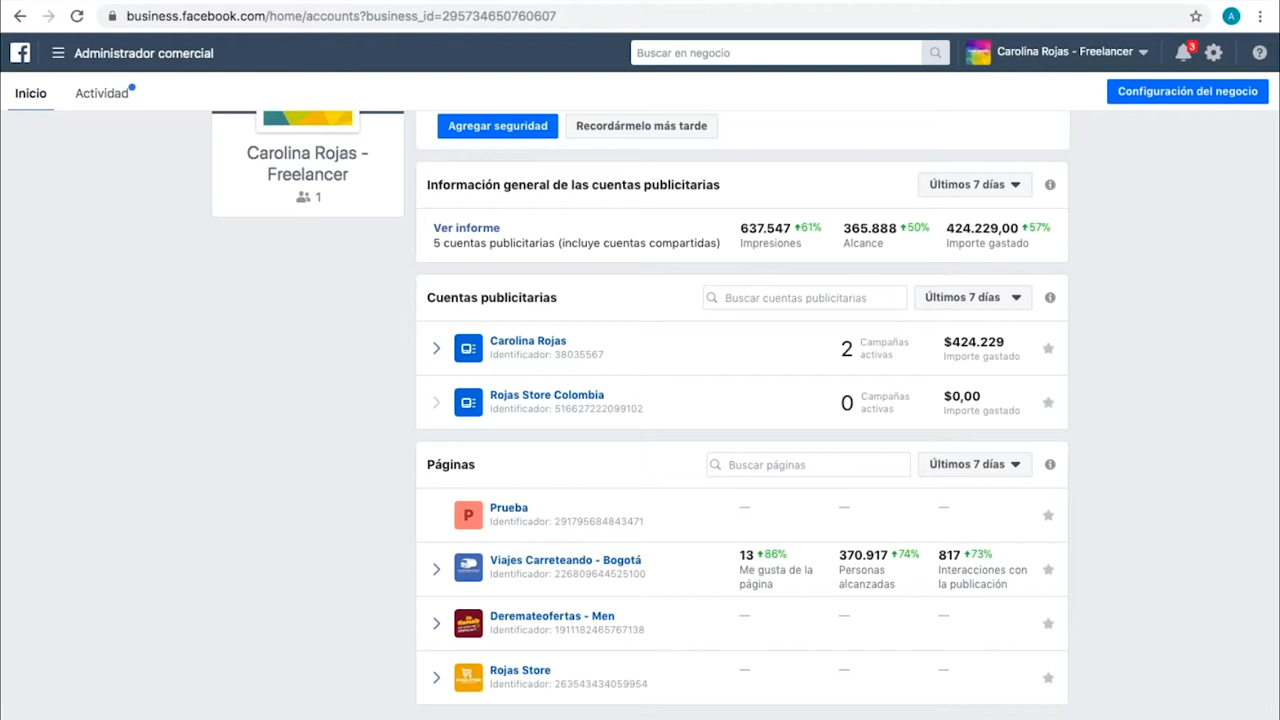 business.facebook.com/home/accounts?business_id=295734650760607
A
Administrador comercial
Buscar en negocio
Carolina Rojas - Freelancer
3
Inicio
Actividad
Configuración del negocio
Carolina Rojas -
Freelancer
1
Agregar seguridad
Recordármelo más tarde
Información general de las cuentas publicitarias
Últimos 7 días
Ver informe
5 cuentas publicitarias (incluye cuentas compartidas)
637.547 61%
Impresiones
365.888 50%
Alcance
424.229,00 57%
Importe gastado
Cuentas publicitarias
Buscar cuentas publicitarias
Últimos 7 días
Carolina Rojas
Identificador: 38035567
2
Campañas
activas
$424.229
Importe gastado
Rojas Store Colombia
Identificador: 516627222099102
0
Campañas
activas
$0,00
Importe gastado
Páginas
Buscar páginas
Últimos 7 días
P
Prueba
Identificador: 291795684843471
— — —
Viajes Carreteando - Bogotá
Identificador: 226809644525100
13 86%
Me gusta de la
página
370.917 74%
Personas
alcanzadas
817 73%
Interacciones con
la publicación
Deremateofertas - Men
Identificador: 1911182465767138
— — —
Rojas Store
Identificador: 263543434059954
— — —